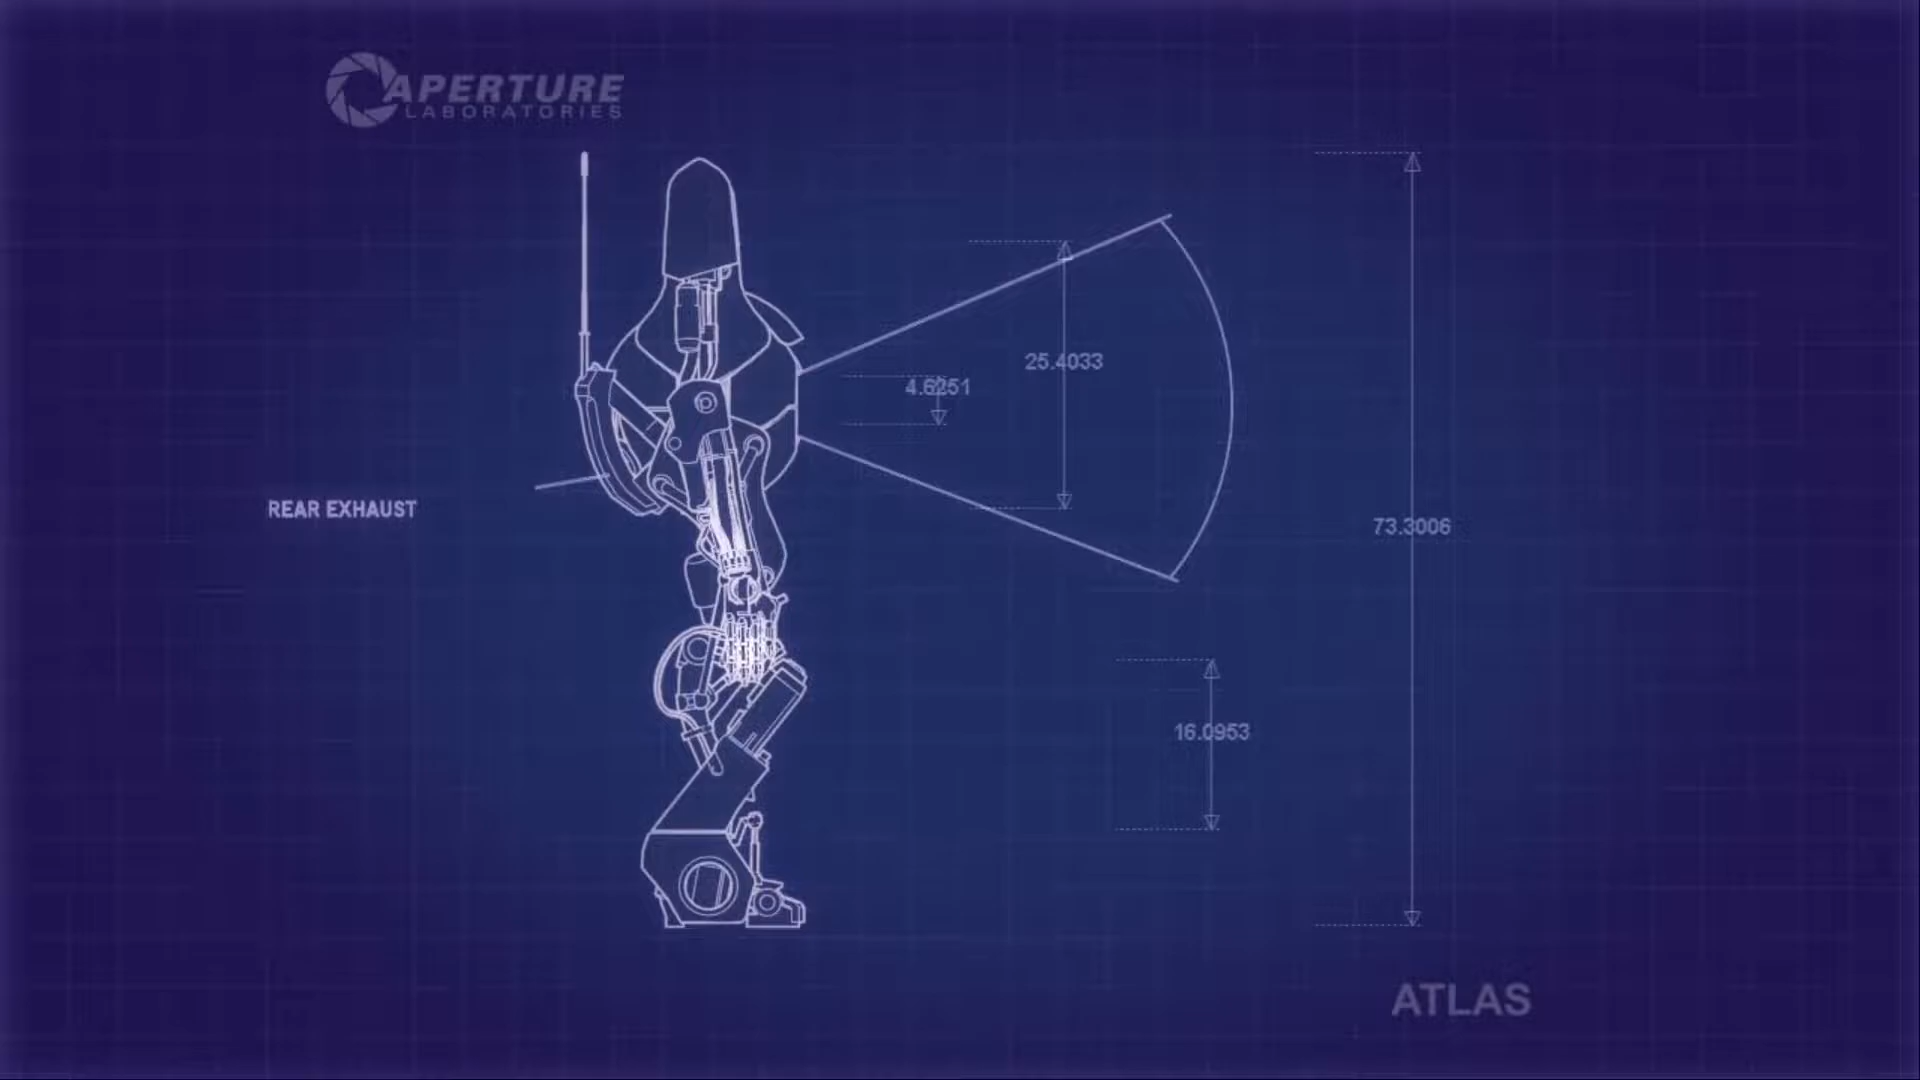 APERTURE
LABORATORIES
25.4033
4.6251
REAR EXHAUST
73.3006
16.0953
ATLAS